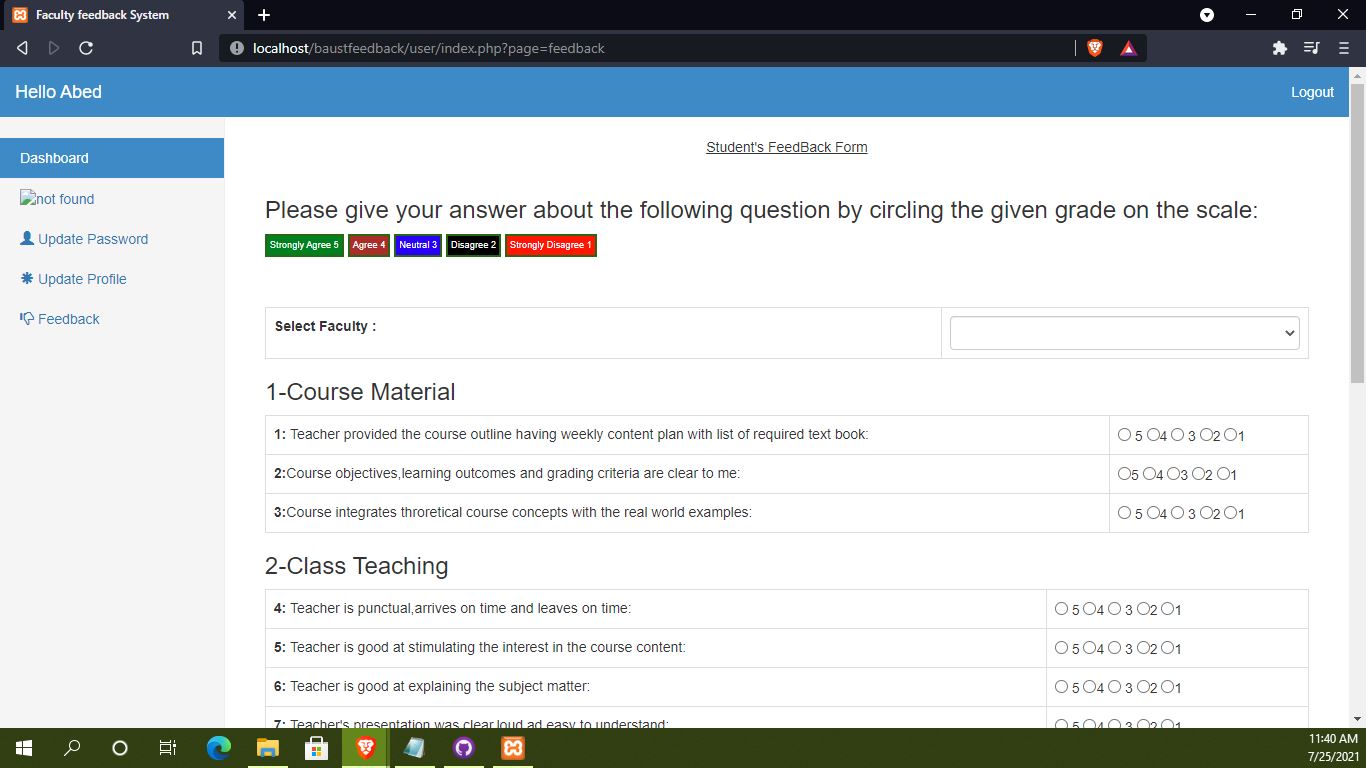 Faculty feedback System
localhost/baustfeedback/user/index.php?page=feedback
Hello Abed
Logout
Dashboard
not found
Update Password
Update Profile
Feedback
Student's FeedBack Form
Please give your answer about the following question by circling the given grade on the scale:
Strongly Agree 5 Agree 4 Neutral 3 Disagree 2 Strongly Disagree 1
Select Faculty :
1-Course Material
1: Teacher provided the course outline having weekly content plan with list of required text book: 5 4 3 2 1
2:Course objectives,learning outcomes and grading criteria are clear to me: 5 4 3 2 1
3:Course integrates throretical course concepts with the real world examples: 5 4 3 2 1
2-Class Teaching
4: Teacher is punctual,arrives on time and leaves on time: 5 4 3 2 1
5: Teacher is good at stimulating the interest in the course content: 5 4 3 2 1
6: Teacher is good at explaining the subject matter: 5 4 3 2 1
7: Teacher's presentation was clear,loud ad easy to understand: 5 4 3 2 1
11:40 AM
7/25/2021